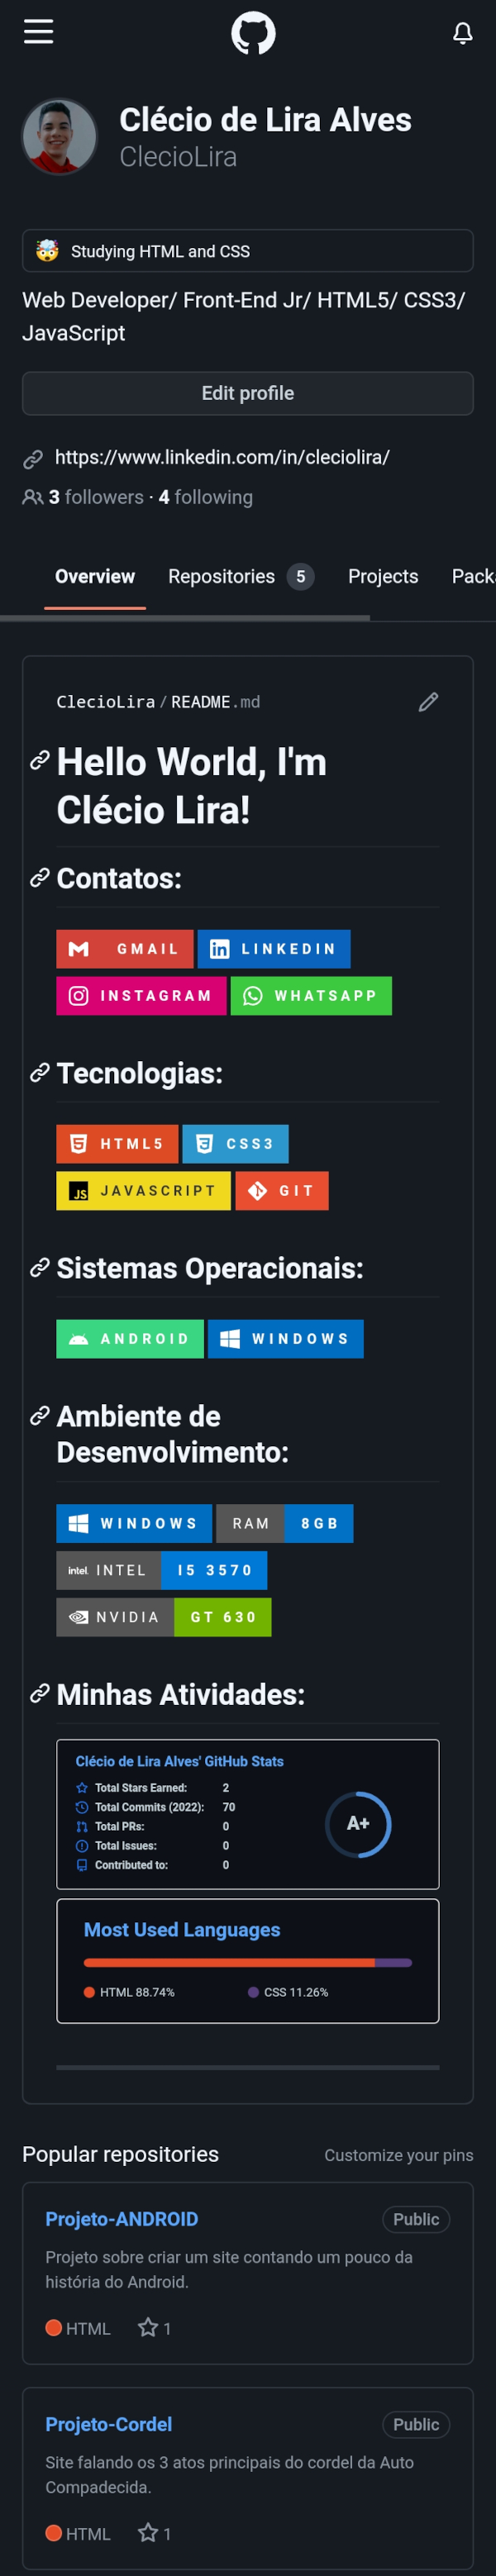 Clécio de Lira Alves
ClecioLira
🤯 Studying HTML and CSS
Web Developer/ Front-End Jr/ HTML5/ CSS3/
JavaScript
Edit profile
https://www.linkedin.com/in/cleciolira/
3 followers · 4 following
Overview Repositories 5 Projects Pack
ClecioLira / README.md
Hello World, I'm
Clécio Lira!
Contatos:
GMAIL LINKEDIN
INSTAGRAM WHATSAPP
Tecnologias:
HTML5 CSS3
JS JAVASCRIPT GIT
Sistemas Operacionais:
ANDROID WINDOWS
Ambiente de
Desenvolvimento:
WINDOWS RAM 8GB
intel INTEL I5 3570
NVIDIA GT 630
Minhas Atividades:
Clécio de Lira Alves' GitHub Stats
Total Stars Earned: 2
Total Commits (2022): 70
Total PRs: 0
Total Issues: 0
Contributed to: 0
A+
Most Used Languages
HTML 88.74% CSS 11.26%
Popular repositories Customize your pins
Projeto-ANDROID Public
Projeto sobre criar um site contando um pouco da
história do Android.
HTML 1
Projeto-Cordel Public
Site falando os 3 atos principais do cordel da Auto
Compadecida.
HTML 1